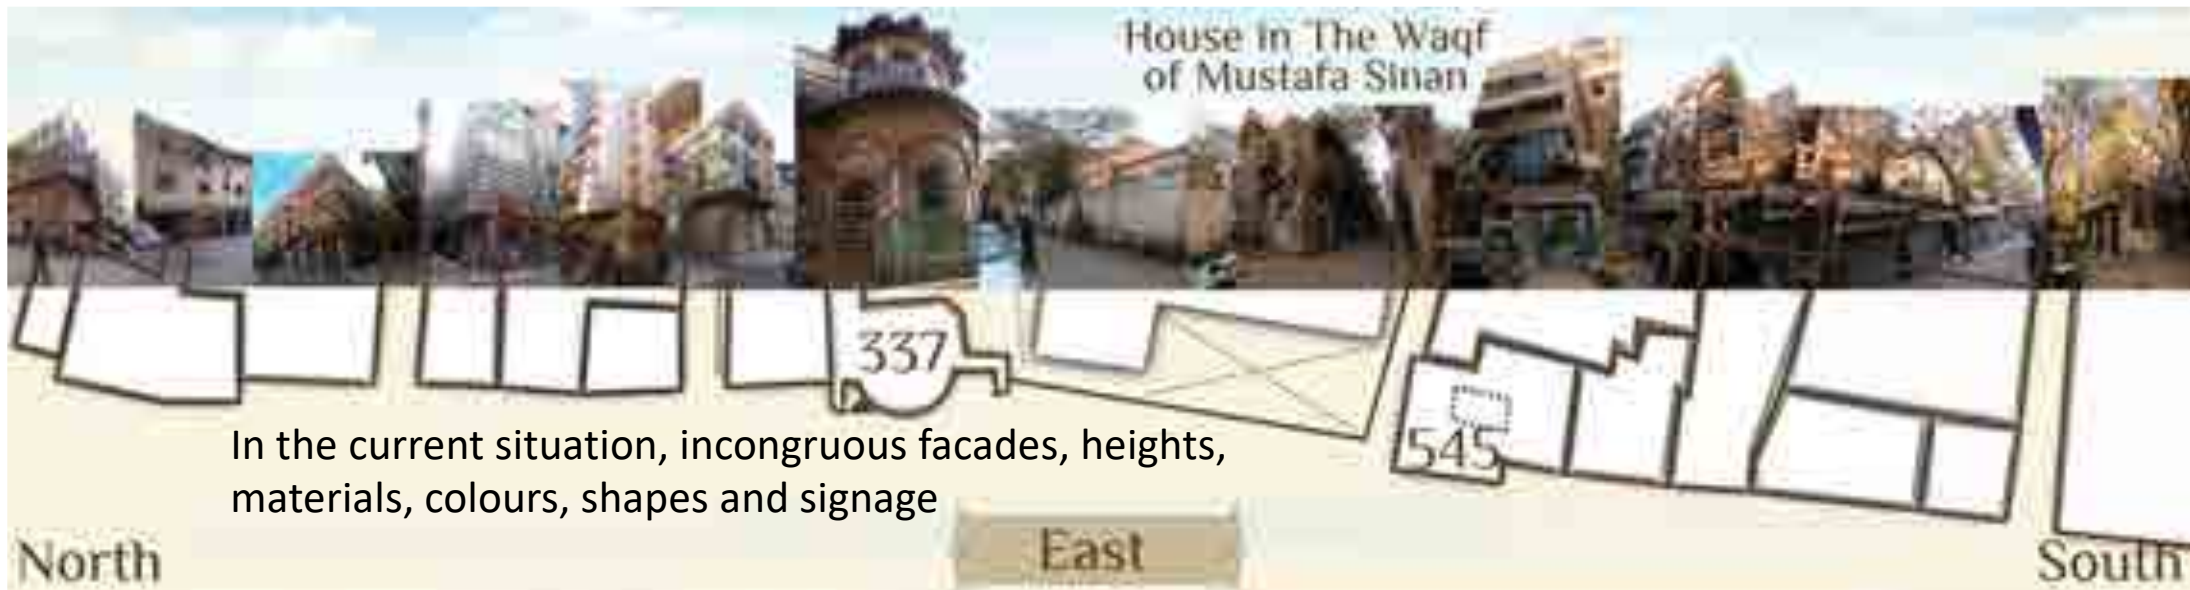 House in The Waqf
of Mustafa Sinan
337
545
In the current situation, incongruous facades, heights,
materials, colours, shapes and signage
North
East
South